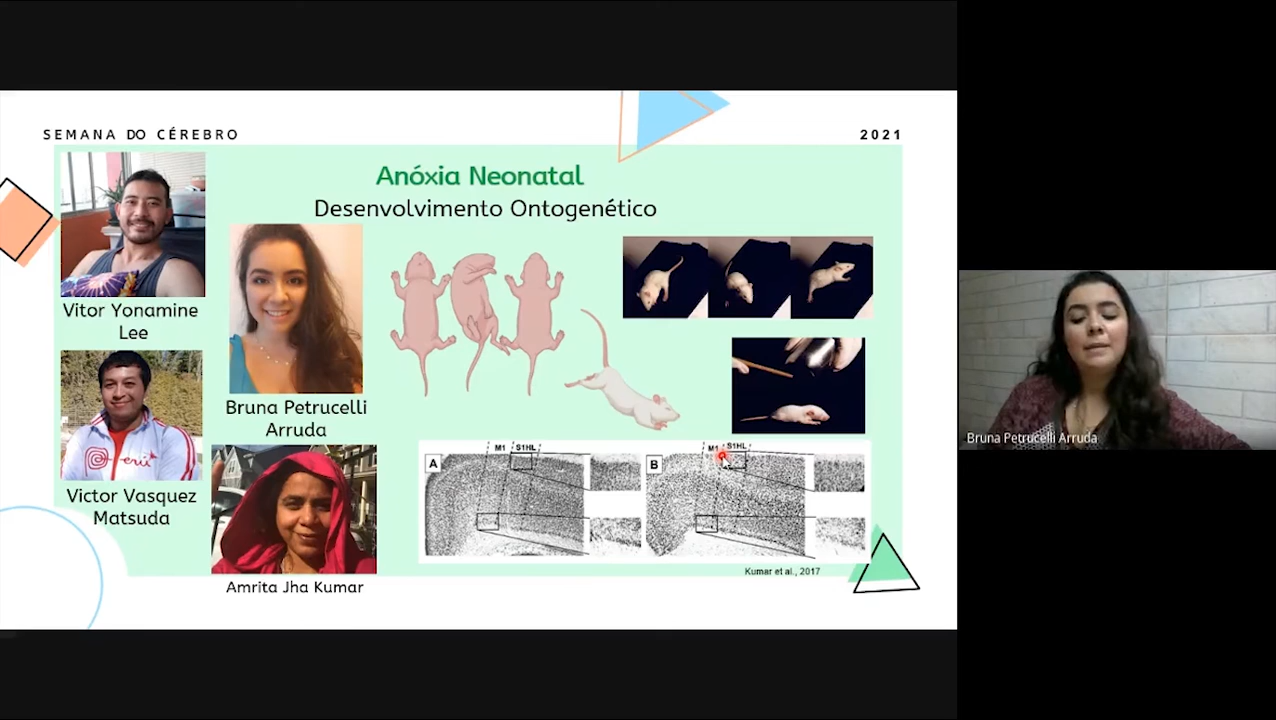 SEMANA DO CÉREBRO
2021
Anóxia Neonatal
Desenvolvimento Ontogenético
Vitor Yonamine
Lee
Bruna Petrucelli
Arruda
Victor Vasquez
Matsuda
Amrita Jha Kumar
Perú
A
M1
S1HL
B
M1
S1HL
Kumar et al., 2017
Bruna Petrucelli Arruda